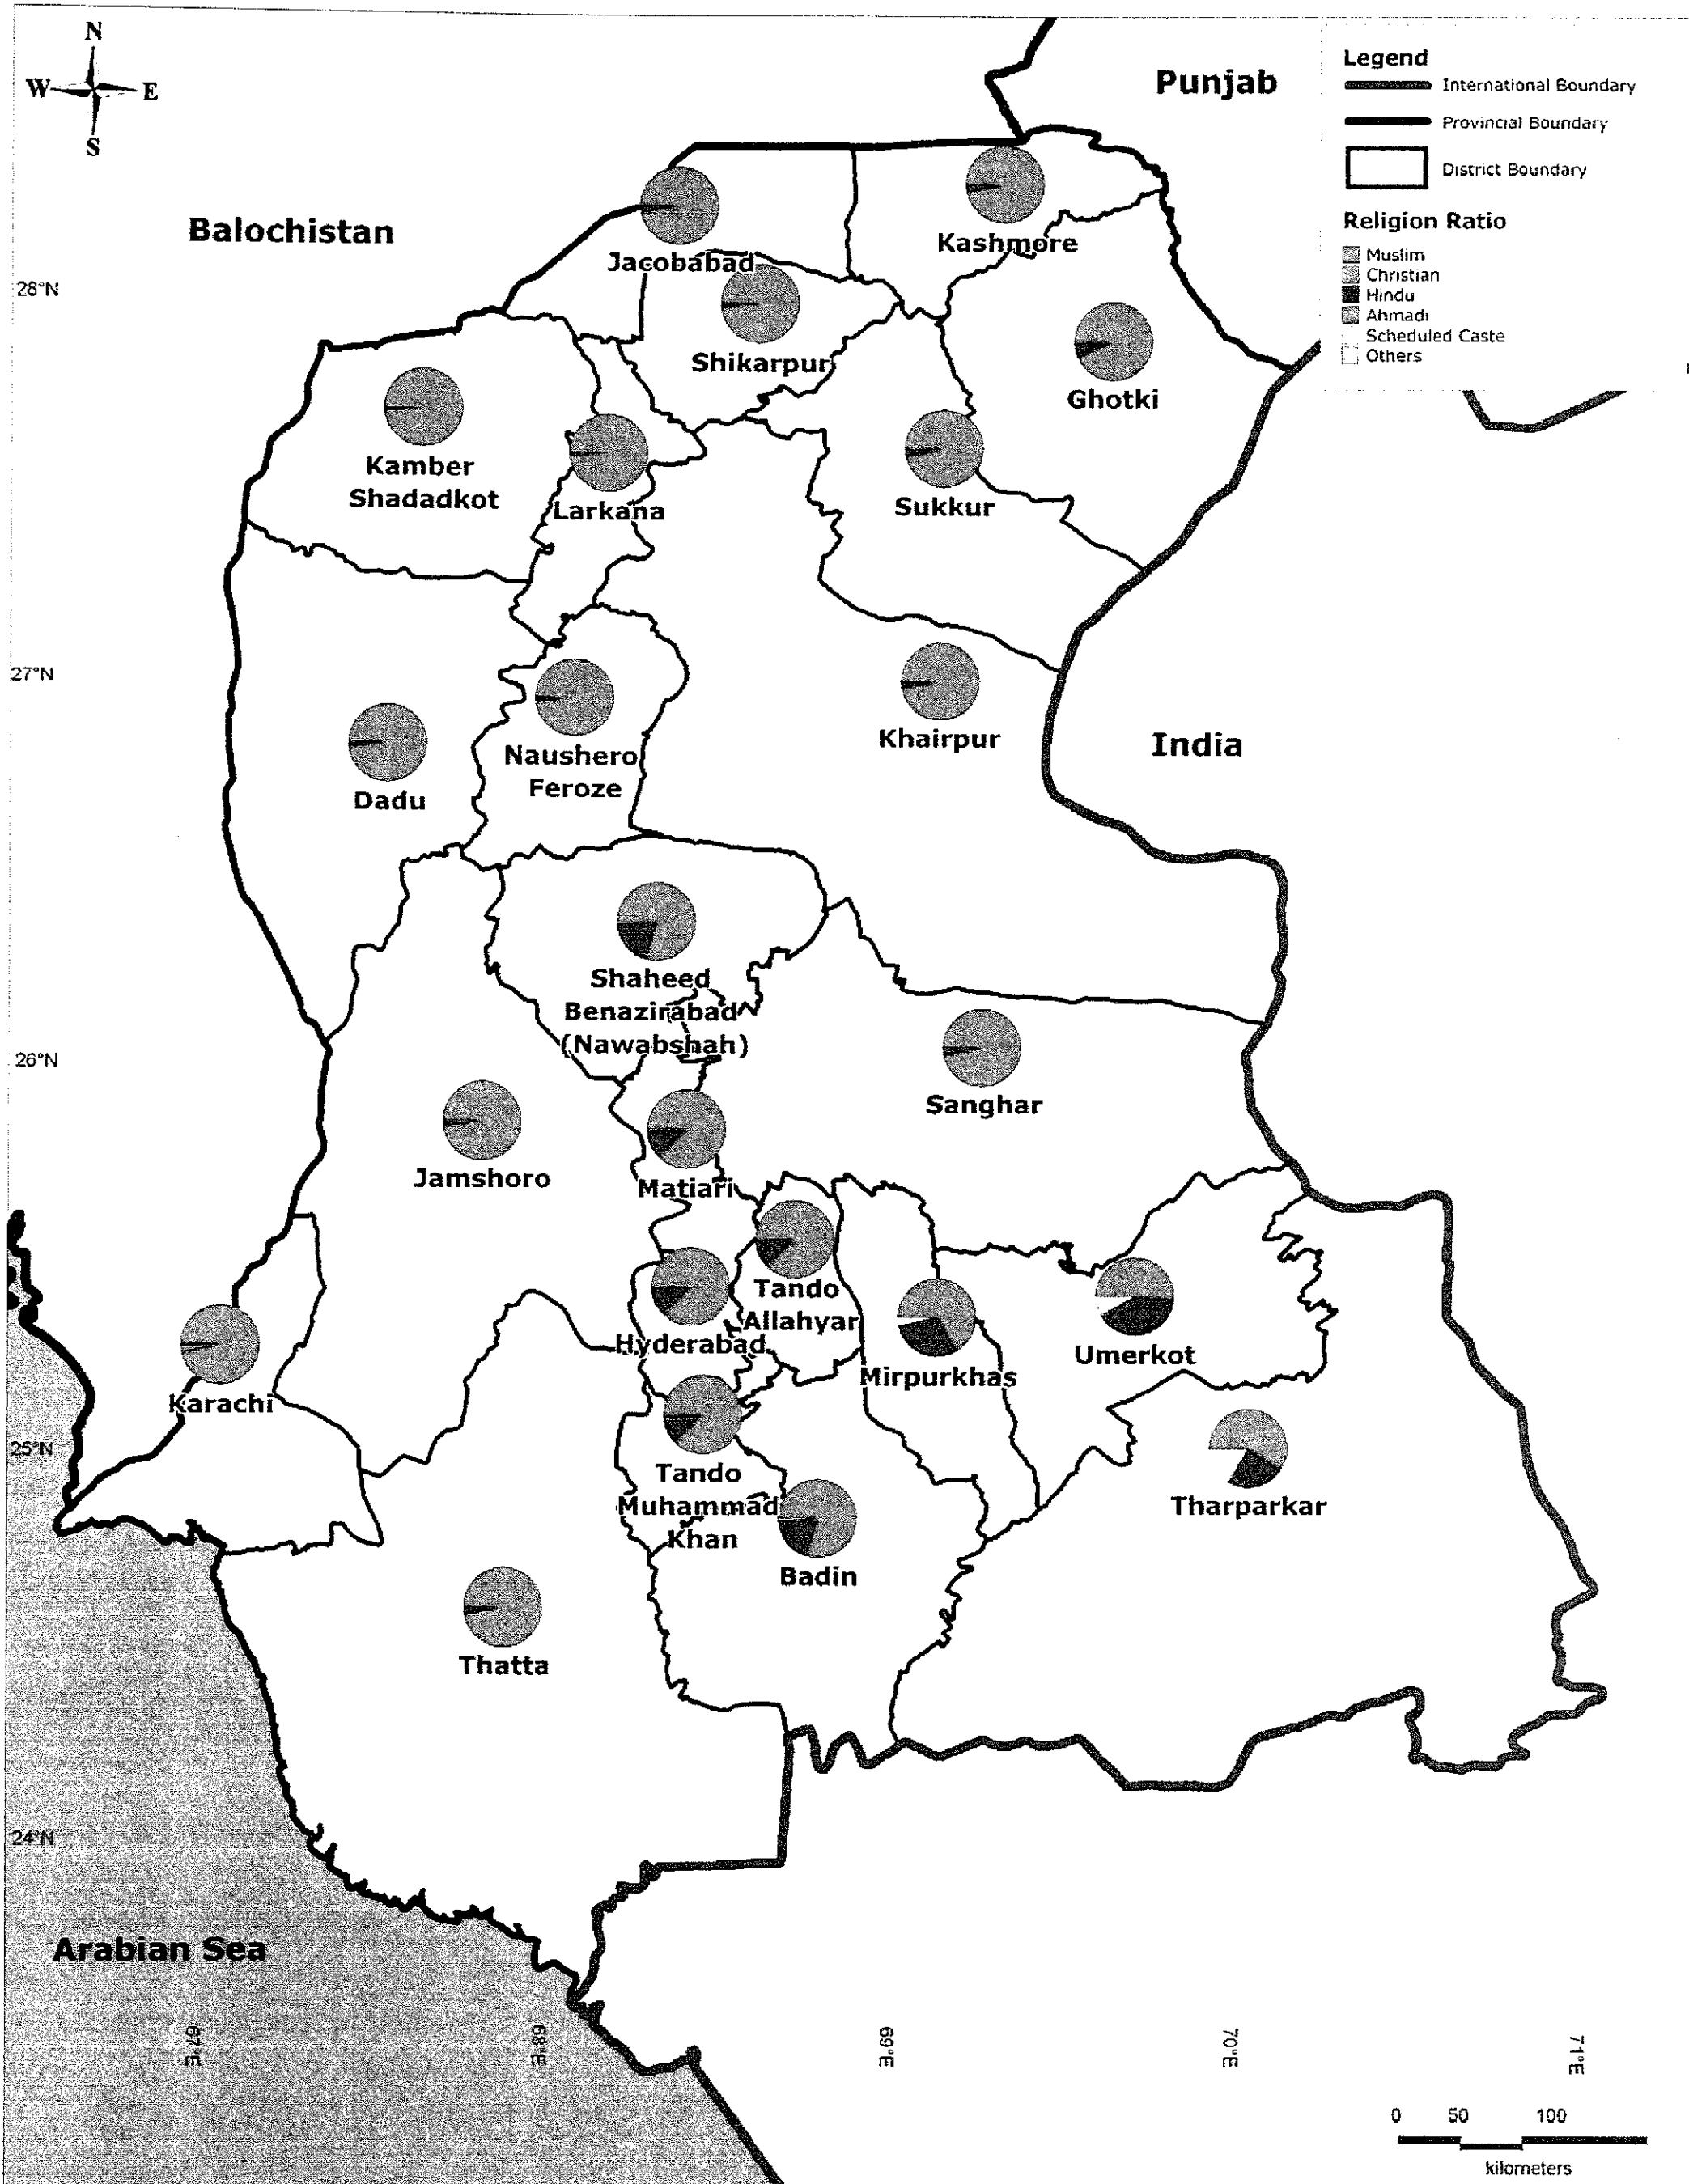 N
W E
S
Punjab
Legend
International Boundary
Provincial Boundary
District Boundary
Religion Ratio
Muslim
Christian
Hindu
Ahmadi
Scheduled Caste
Others
Balochistan
Jacobabad
Kashmore
28°N
Shikarpur
Ghotki
Kamber
Shadadkot
Larkana
Sukkur
27°N
Naushero
Feroze
Khairpur
India
Dadu
Shaheed
Benazirabad
(Nawabshah)
26°N
Sanghar
Jamshoro
Matiari
Tando
Allahyar
Hyderabad
Mirpurkhas
Umerkot
Karachi
25°N
Tando
Muhammad
Khan
Tharparkar
Badin
Thatta
24°N
Arabian Sea
67°E
68°E
69°E
70°E
71°E
0 50 100
kilometers